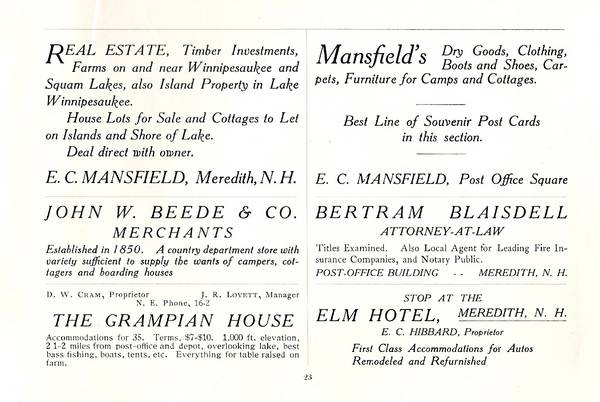 REAL ESTATE, Timber Investments,
Farms on and near Winnipesaukee and
Squam Lakes, also Island Property in Lake
Winnipesaukee.
House Lots for Sale and Cottages to Let
on Islands and Shore of Lake.
Deal direct with owner.
E. C. MANSFIELD, Meredith, N. H.
JOHN W. BEEDE & CO.
MERCHANTS
Established in 1850. A country department store with
variety sufficient to supply the wants of campers, cot-
tagers and boarding houses
D. W. CRAM, Proprietor J. R. LOVETT, Manager
N. E. Phone, 16-2
THE GRAMPIAN HOUSE
Accommodations for 35. Terms, $7-$10. 1,000 ft. elevation,
2 1-2 miles from post-office and depot, overlooking lake, best
bass fishing, boats, tents, etc. Everything for table raised on
farm.
Mansfield's Dry Goods, Clothing,
Boots and Shoes, Car-
pets, Furniture for Camps and Cottages.
Best Line of Souvenir Post Cards
in this section.
E. C. MANSFIELD, Post Office Square
BERTRAM BLAISDELL
ATTORNEY-AT-LAW
Titles Examined. Also Local Agent for Leading Fire In-
surance Companies, and Notary Public.
POST-OFFICE BUILDING -- MEREDITH, N. H.
STOP AT THE
ELM HOTEL, MEREDITH, N. H.
E. C. HIBBARD, Proprietor
First Class Accommodations for Autos
Remodeled and Refurnished
23